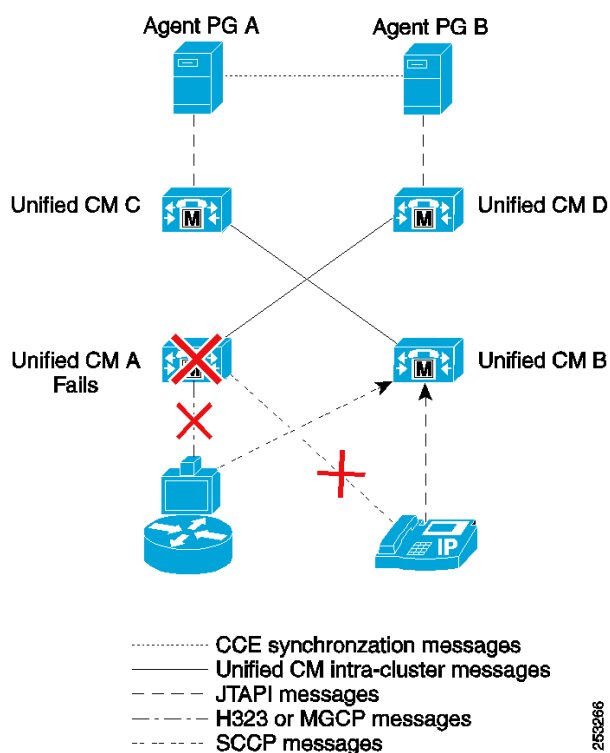 Agent PG A
Agent PG B
Unified CM C
M
M
Unified CM D
Unified CM A
Fails
M
M
Unified CM B
IP
CCE synchronzation messages
Unified CM intra-cluster messages
JTAPI messages
H323 or MGCP messages
SCCP messages
253266